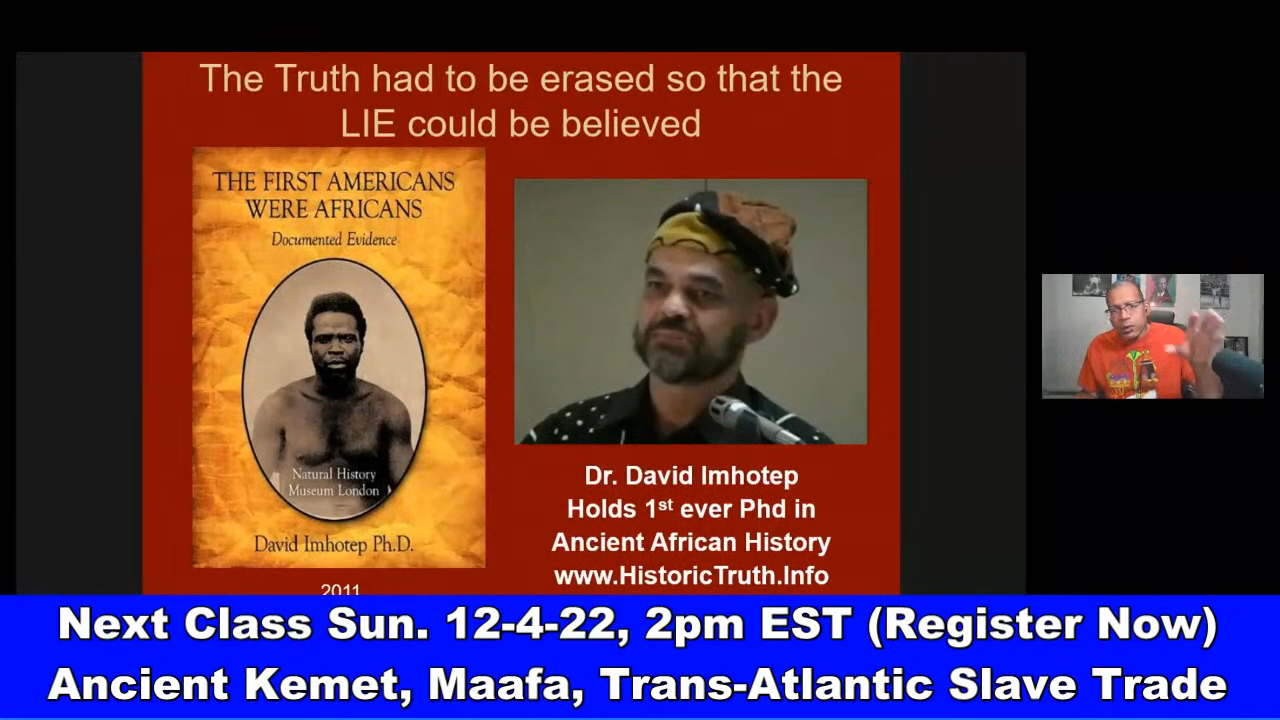 The Truth had to be erased so that the
LIE could be believed
THE FIRST AMERICANS
WERE AFRICANS
Documented Evidence
Natural History
Museum London
David Imhotep Ph.D.
2011
Dr. David Imhotep
Holds 1st ever Phd in
Ancient African History
www.HistoricTruth.Info
Next Class Sun. 12-4-22, 2pm EST (Register Now)
Ancient Kemet, Maafa, Trans-Atlantic Slave Trade